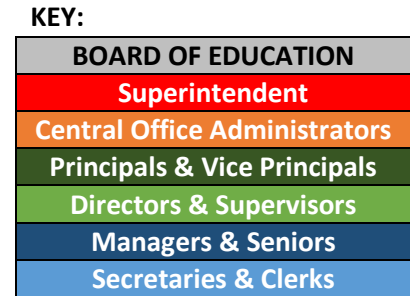 KEY:
BOARD OF EDUCATION
Superintendent
Central Office Administrators
Principals & Vice Principals
Directors & Supervisors
Managers & Seniors
Secretaries & Clerks